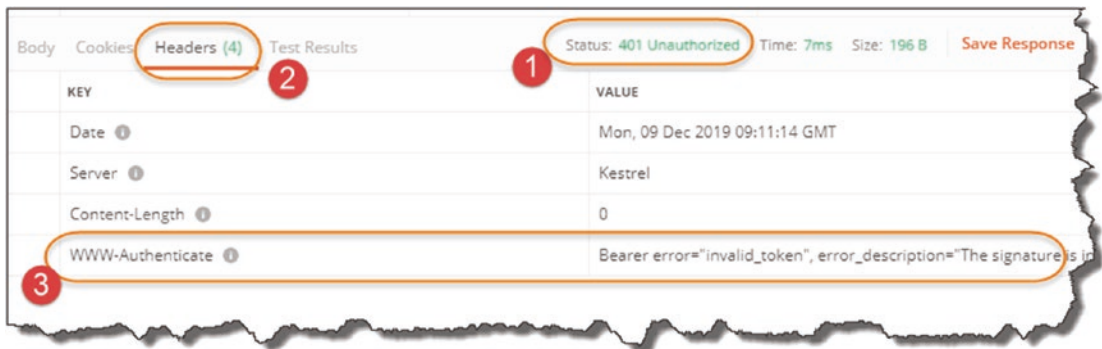 Body Cookies Headers (4) Test Results Status: 401 Unauthorized Time: 7ms Size: 196 B Save Response
1
2
KEY VALUE
Date Mon, 09 Dec 2019 09:11:14 GMT
Server Kestrel
Content-Length 0
WWW-Authenticate Bearer error="invalid_token", error_description="The signature is in
3